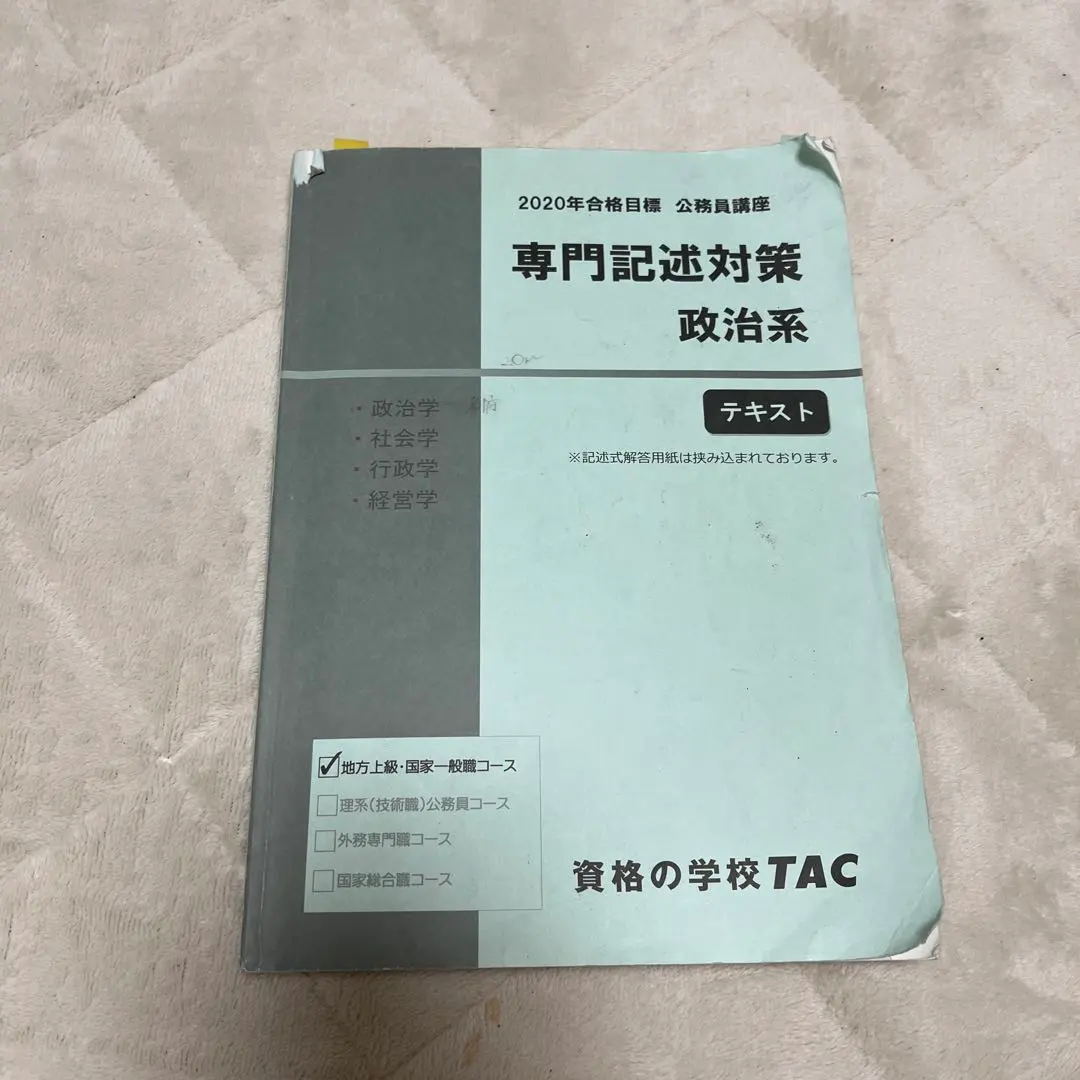 2020年合格目標 公務員講座
専門記述対策
政治系
・政治学
・社会学
・行政学
・経営学
テキスト
※記述式解答用紙は挟み込まれております。
✓地方上級・国家一般職コース
□理系(技術職)公務員コース
□外務専門職コース
□国家総合職コース
資格の学校TAC